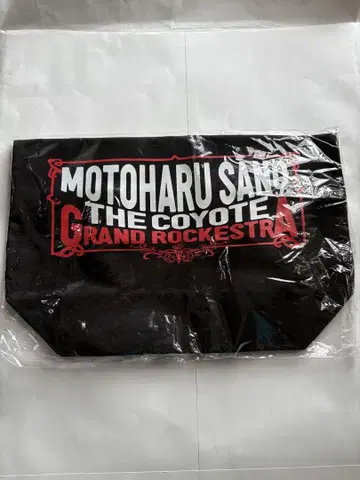 MOTOHARU SANO
THE COYOTE
GRAND ROCKESTRA